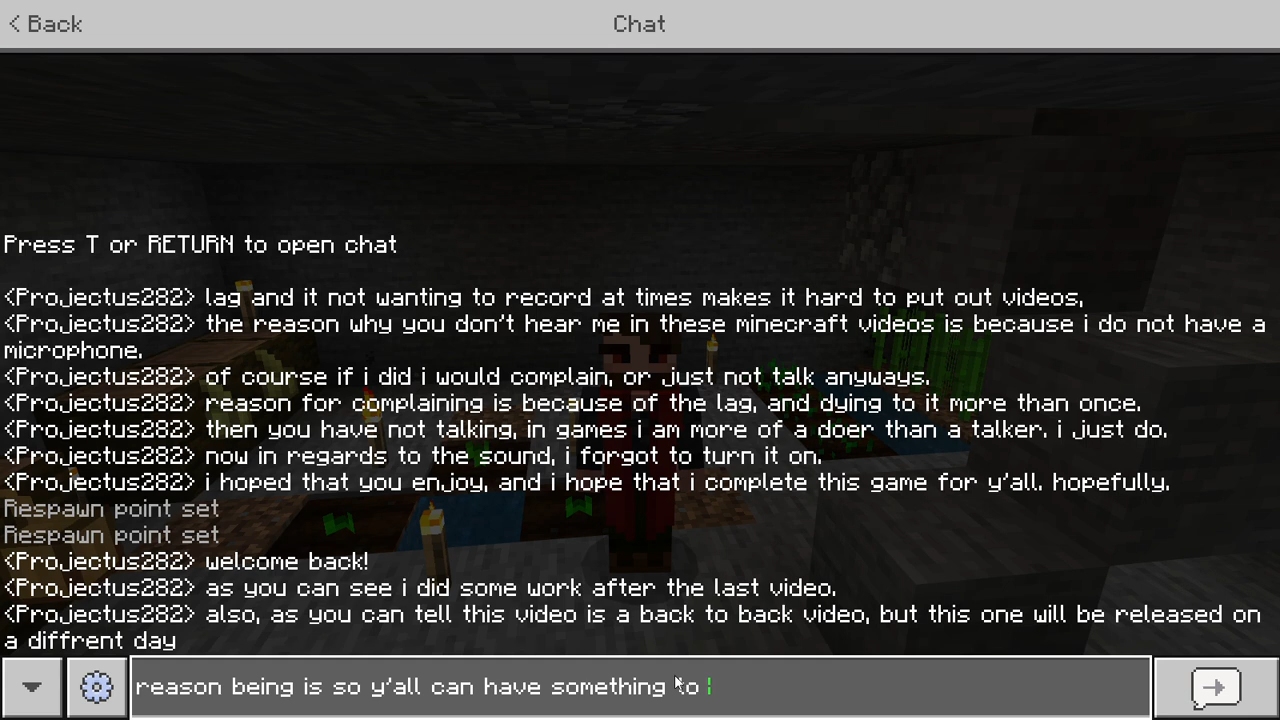 < Back
Chat
Press T or RETURN to open chat
<Projectus282> lag and it not wanting to record at times makes it hard to put out videos,
<Projectus282> the reason why you don't hear me in these minecraft videos is because i do not have a
microphone.
<Projectus282> of course if i did i would complain, or just not talk anyways.
<Projectus282> reason for complaining is because of the lag, and dying to it more than once.
<Projectus282> then you have not talking, in games i am more of a doer than a talker. i just do.
<Projectus282> now in regards to the sound, i forgot to turn it on.
<Projectus282> i hoped that you enjoy, and i hope that i complete this game for y'all. hopefully.
Respawn point set
Respawn point set
<Projectus282> welcome back!
<Projectus282> as you can see i did some work after the last video.
<Projectus282> also, as you can tell this video is a back to back video, but this one will be released on
a diffrent day
reason being is so y'all can have something to